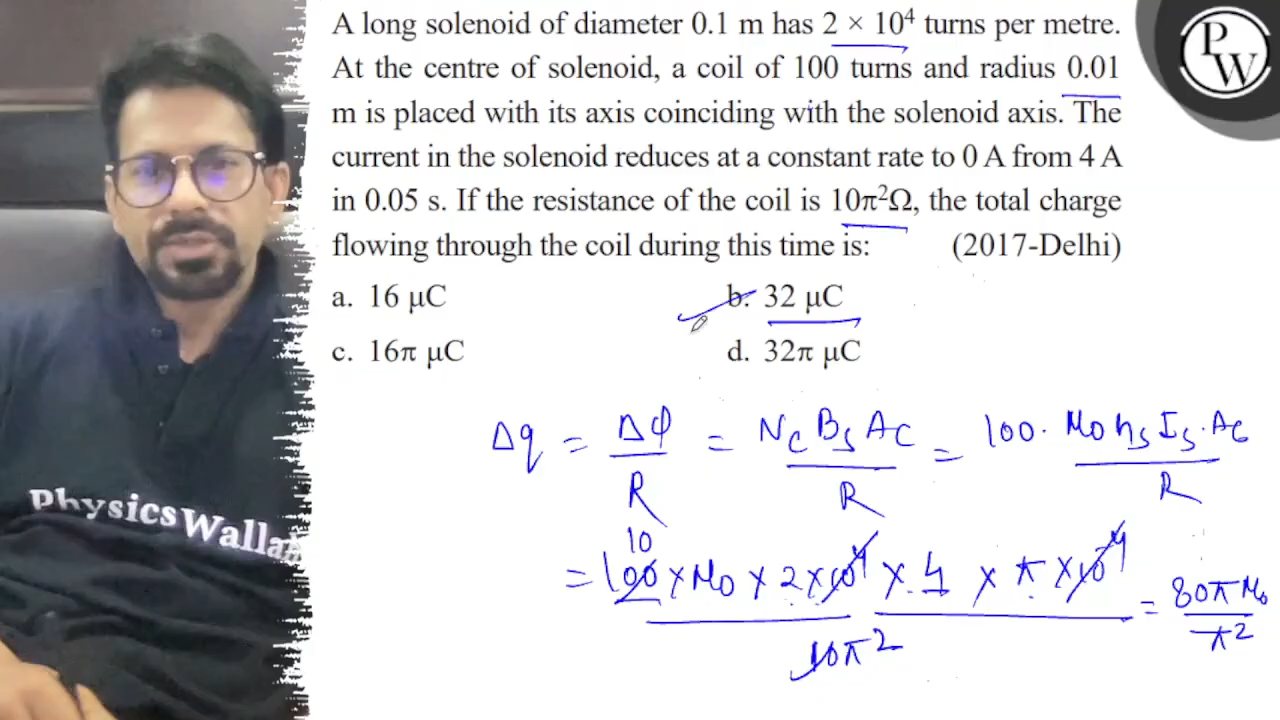 A long solenoid of diameter 0.1 m has 2 × 10⁴ turns per metre.
At the centre of solenoid, a coil of 100 turns and radius 0.01
m is placed with its axis coinciding with the solenoid axis. The
current in the solenoid reduces at a constant rate to 0 A from 4 A
in 0.05 s. If the resistance of the coil is 10π²Ω, the total charge
flowing through the coil during this time is: (2017-Delhi)
a. 16 μC b. 32 μC
c. 16π μC d. 32π μC
Δq = Δφ/R = N_C B_S A_C/R = 100. μ₀ n_S I_S . A_C/R
10
= 100 × μ₀ × 2 × 10⁴ × 4 × π × 10⁻⁴/10π² = 80π μ₀/π²
PW
PhysicsWallah